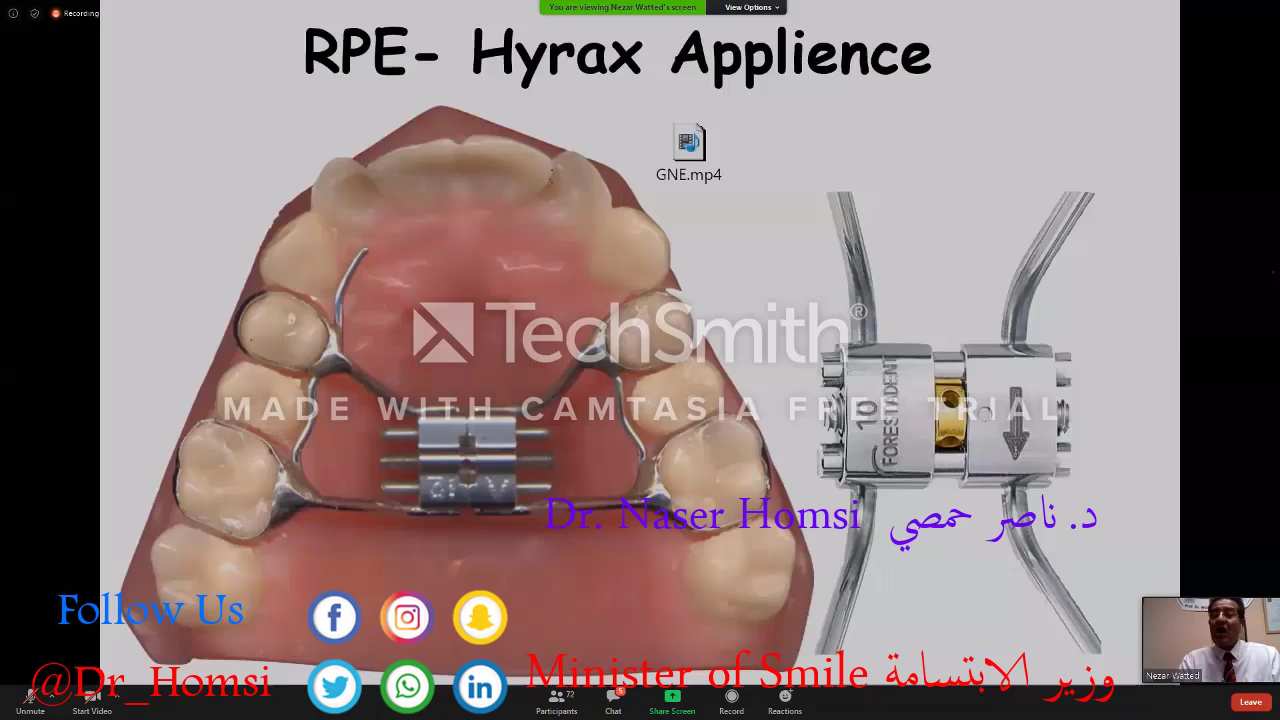 Recording
You are viewing Nezar Watted's screen
View Options
RPE- Hyrax Applience
GNE.mp4
TechSmith®
MADE WITH CAMTASIA FREE TRIAL
10
FORESTADENT
12
A
Dr. Naser Homsi د. ناصر حمصي
Follow Us
@Dr_Homsi
Minister of Smile وزير الابتسامة
Nezar Watted
Unmute
Start Video
Participants
72
Chat
5
Share Screen
Record
Reactions
Leave